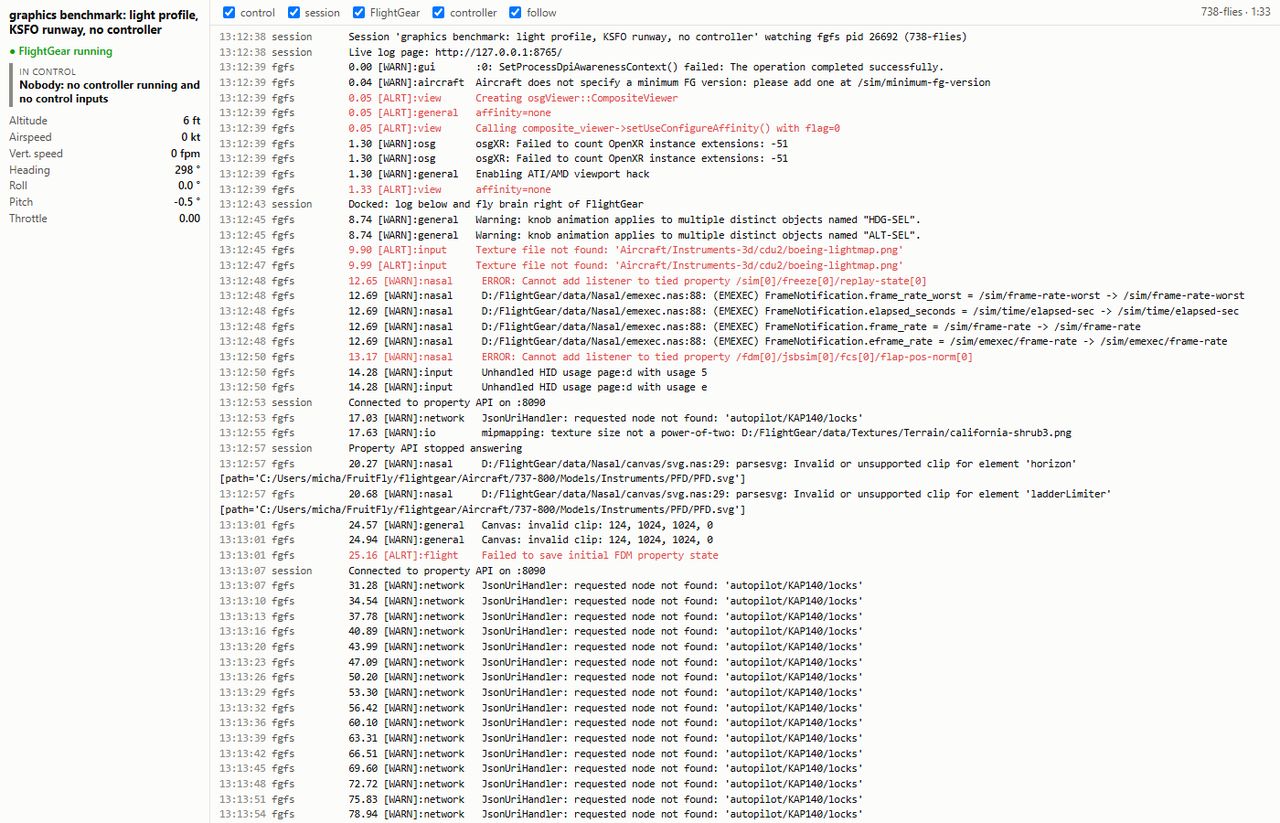 graphics benchmark: light profile,
KSFO runway, no controller
● FlightGear running
IN CONTROL
Nobody: no controller running and
no control inputs
Altitude 6 ft
Airspeed 0 kt
Vert. speed 0 fpm
Heading 298 °
Roll 0.0 °
Pitch -0.5 °
Throttle 0.00
control session FlightGear controller follow 738-flies · 1:33
13:12:38 session Session 'graphics benchmark: light profile, KSFO runway, no controller' watching fgfs pid 26692 (738-flies)
13:12:38 session Live log page: http://127.0.0.1:8765/
13:12:39 fgfs 0.00 [WARN]:gui :0: SetProcessDpiAwarenessContext() failed: The operation completed successfully.
13:12:39 fgfs 0.04 [WARN]:aircraft Aircraft does not specify a minimum FG version: please add one at /sim/minimum-fg-version
13:12:39 fgfs 0.05 [ALRT]:view Creating osgViewer::CompositeViewer
13:12:39 fgfs 0.05 [ALRT]:general affinity=none
13:12:39 fgfs 0.05 [ALRT]:view Calling composite_viewer->setUseConfigureAffinity() with flag=0
13:12:39 fgfs 1.30 [WARN]:osg osgXR: Failed to count OpenXR instance extensions: -51
13:12:39 fgfs 1.30 [WARN]:osg osgXR: Failed to count OpenXR instance extensions: -51
13:12:39 fgfs 1.30 [WARN]:general Enabling ATI/AMD viewport hack
13:12:39 fgfs 1.33 [ALRT]:view affinity=none
13:12:43 session Docked: log below and fly brain right of FlightGear
13:12:45 fgfs 8.74 [WARN]:general Warning: knob animation applies to multiple distinct objects named "HDG-SEL".
13:12:45 fgfs 8.74 [WARN]:general Warning: knob animation applies to multiple distinct objects named "ALT-SEL".
13:12:45 fgfs 9.90 [ALRT]:input Texture file not found: 'Aircraft/Instruments-3d/cdu2/boeing-lightmap.png'
13:12:47 fgfs 9.99 [ALRT]:input Texture file not found: 'Aircraft/Instruments-3d/cdu2/boeing-lightmap.png'
13:12:48 fgfs 12.65 [WARN]:nasal ERROR: Cannot add listener to tied property /sim[0]/freeze[0]/replay-state[0]
13:12:48 fgfs 12.69 [WARN]:nasal D:/FlightGear/data/Nasal/emexec.nas:88: (EMEXEC) FrameNotification.frame_rate_worst = /sim/frame-rate-worst -> /sim/frame-rate-worst
13:12:48 fgfs 12.69 [WARN]:nasal D:/FlightGear/data/Nasal/emexec.nas:88: (EMEXEC) FrameNotification.elapsed_seconds = /sim/time/elapsed-sec -> /sim/time/elapsed-sec
13:12:48 fgfs 12.69 [WARN]:nasal D:/FlightGear/data/Nasal/emexec.nas:88: (EMEXEC) FrameNotification.frame_rate = /sim/frame-rate -> /sim/frame-rate
13:12:48 fgfs 12.69 [WARN]:nasal D:/FlightGear/data/Nasal/emexec.nas:88: (EMEXEC) FrameNotification.eframe_rate = /sim/emexec/frame-rate -> /sim/emexec/frame-rate
13:12:50 fgfs 13.17 [WARN]:nasal ERROR: Cannot add listener to tied property /fdm[0]/jsbsim[0]/fcs[0]/flap-pos-norm[0]
13:12:50 fgfs 14.28 [WARN]:input Unhandled HID usage page:d with usage 5
13:12:50 fgfs 14.28 [WARN]:input Unhandled HID usage page:d with usage e
13:12:53 session Connected to property API on :8090
13:12:53 fgfs 17.03 [WARN]:network JsonUriHandler: requested node not found: 'autopilot/KAP140/locks'
13:12:55 fgfs 17.63 [WARN]:io mipmapping: texture size not a power-of-two: D:/FlightGear/data/Textures/Terrain/california-shrub3.png
13:12:57 session Property API stopped answering
13:12:57 fgfs 20.27 [WARN]:nasal D:/FlightGear/data/Nasal/canvas/svg.nas:29: parsesvg: Invalid or unsupported clip for element 'horizon'
[path='C:/Users/micha/FruitFly/flightgear/Aircraft/737-800/Models/Instruments/PFD/PFD.svg']
13:12:57 fgfs 20.68 [WARN]:nasal D:/FlightGear/data/Nasal/canvas/svg.nas:29: parsesvg: Invalid or unsupported clip for element 'ladderLimiter'
[path='C:/Users/micha/FruitFly/flightgear/Aircraft/737-800/Models/Instruments/PFD/PFD.svg']
13:13:01 fgfs 24.57 [WARN]:general Canvas: invalid clip: 124, 1024, 1024, 0
13:13:01 fgfs 24.94 [WARN]:general Canvas: invalid clip: 124, 1024, 1024, 0
13:13:01 fgfs 25.16 [ALRT]:flight Failed to save initial FDM property state
13:13:07 session Connected to property API on :8090
13:13:07 fgfs 31.28 [WARN]:network JsonUriHandler: requested node not found: 'autopilot/KAP140/locks'
13:13:10 fgfs 34.54 [WARN]:network JsonUriHandler: requested node not found: 'autopilot/KAP140/locks'
13:13:13 fgfs 37.78 [WARN]:network JsonUriHandler: requested node not found: 'autopilot/KAP140/locks'
13:13:16 fgfs 40.89 [WARN]:network JsonUriHandler: requested node not found: 'autopilot/KAP140/locks'
13:13:20 fgfs 43.99 [WARN]:network JsonUriHandler: requested node not found: 'autopilot/KAP140/locks'
13:13:23 fgfs 47.09 [WARN]:network JsonUriHandler: requested node not found: 'autopilot/KAP140/locks'
13:13:26 fgfs 50.20 [WARN]:network JsonUriHandler: requested node not found: 'autopilot/KAP140/locks'
13:13:29 fgfs 53.30 [WARN]:network JsonUriHandler: requested node not found: 'autopilot/KAP140/locks'
13:13:32 fgfs 56.42 [WARN]:network JsonUriHandler: requested node not found: 'autopilot/KAP140/locks'
13:13:36 fgfs 60.10 [WARN]:network JsonUriHandler: requested node not found: 'autopilot/KAP140/locks'
13:13:39 fgfs 63.31 [WARN]:network JsonUriHandler: requested node not found: 'autopilot/KAP140/locks'
13:13:42 fgfs 66.51 [WARN]:network JsonUriHandler: requested node not found: 'autopilot/KAP140/locks'
13:13:45 fgfs 69.60 [WARN]:network JsonUriHandler: requested node not found: 'autopilot/KAP140/locks'
13:13:48 fgfs 72.72 [WARN]:network JsonUriHandler: requested node not found: 'autopilot/KAP140/locks'
13:13:51 fgfs 75.83 [WARN]:network JsonUriHandler: requested node not found: 'autopilot/KAP140/locks'
13:13:54 fgfs 78.94 [WARN]:network JsonUriHandler: requested node not found: 'autopilot/KAP140/locks'